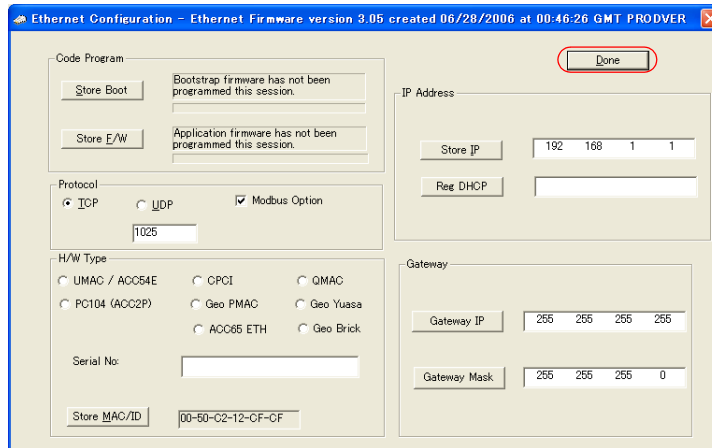 Ethernet Configuration - Ethernet Firmware version 3.05 created 06/28/2006 at 00:46:26 GMT PRODVER
Code Program
Store Boot
Bootstrap firmware has not been
programmed this session.
Store F/W
Application firmware has not been
programmed this session.
Done
IP Address
Store IP
192 168 1 1
Reg DHCP
Protocol
TCP
UDP
Modbus Option
1025
H/W Type
UMAC / ACC54E
CPCI
QMAC
PC104 (ACC2P)
Geo PMAC
Geo Yuasa
ACC65 ETH
Geo Brick
Serial No:
Store MAC/ID
00-50-C2-12-CF-CF
Gateway
Gateway IP
255 255 255 255
Gateway Mask
255 255 255 0